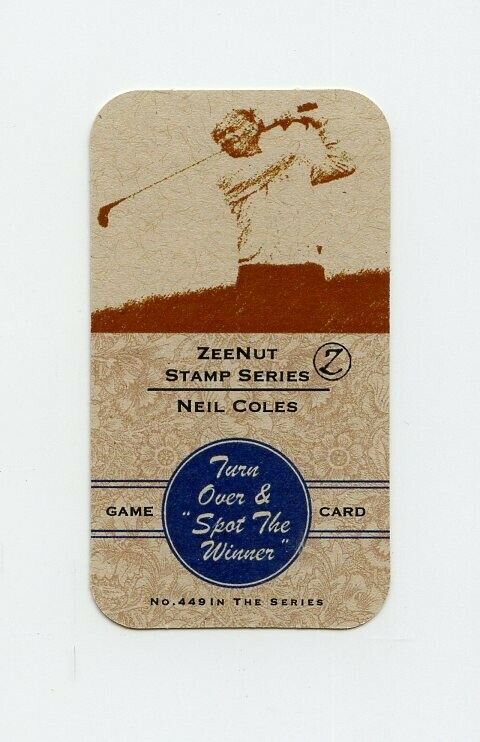 ZEENUT
STAMP SERIES Z
NEIL COLES
Turn
Over &
"Spot The
Winner"
GAME CARD
No.449 IN THE SERIES